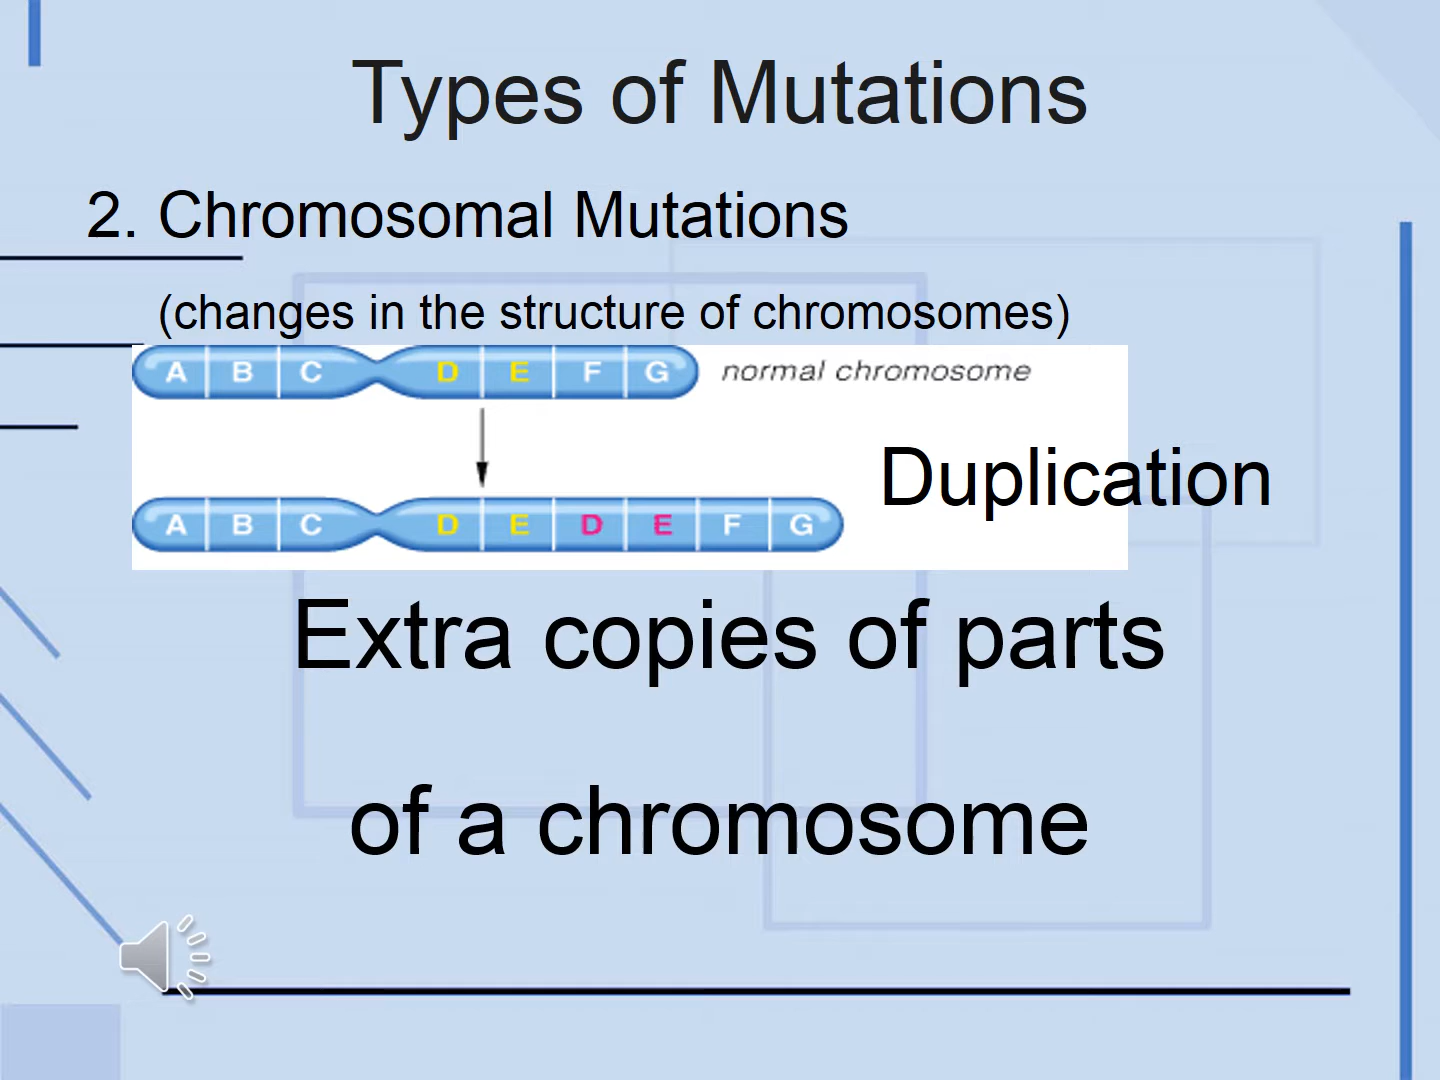 Types of Mutations
2. Chromosomal Mutations
(changes in the structure of chromosomes)
A B C D E F G normal chromosome
Duplication
A B C D E D E F G
Extra copies of parts
of a chromosome